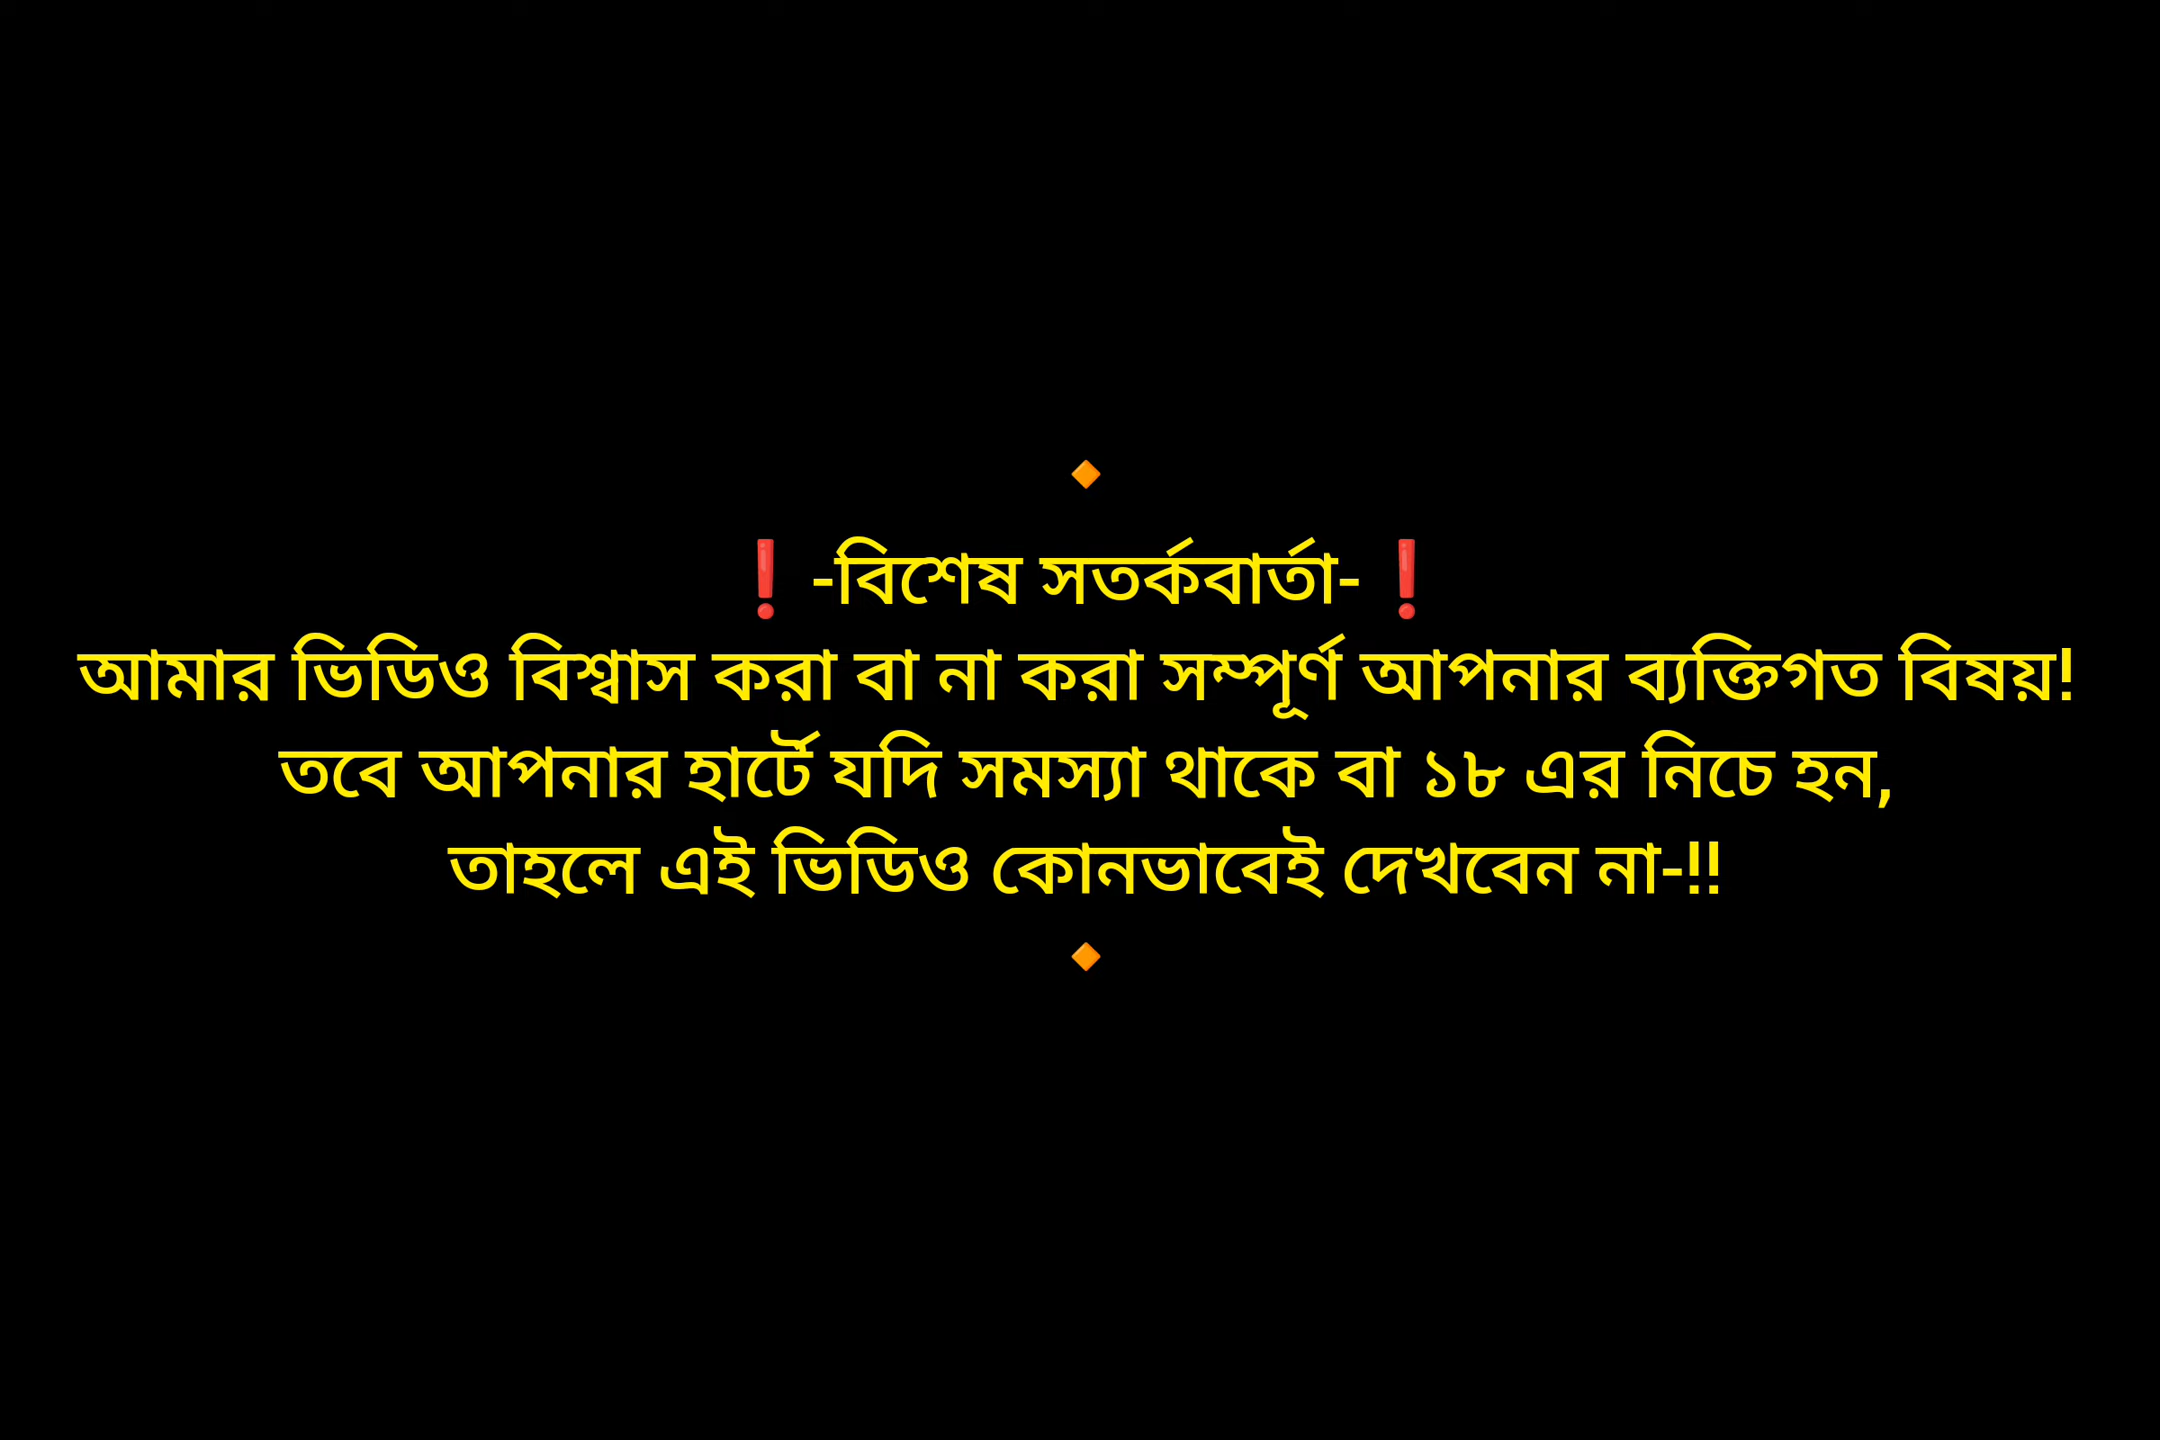 🔸
❗-বিশেষ সতর্কবার্তা-❗
আমার ভিডিও বিশ্বাস করা বা না করা সম্পূর্ণ আপনার ব্যক্তিগত বিষয়!
তবে আপনার হার্টে যদি সমস্যা থাকে বা ১৮ এর নিচে হন,
তাহলে এই ভিডিও কোনভাবেই দেখবেন না-!!
🔸